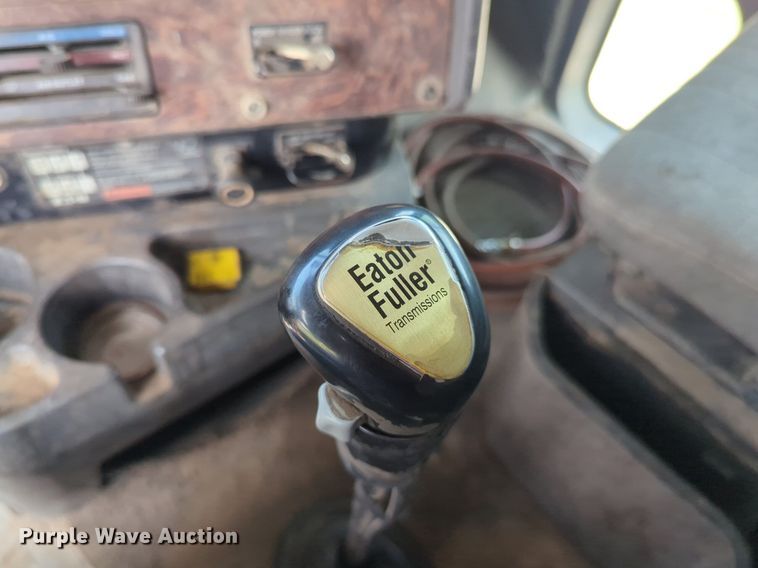 Eaton
Fuller®
Transmissions
Purple Wave Auction